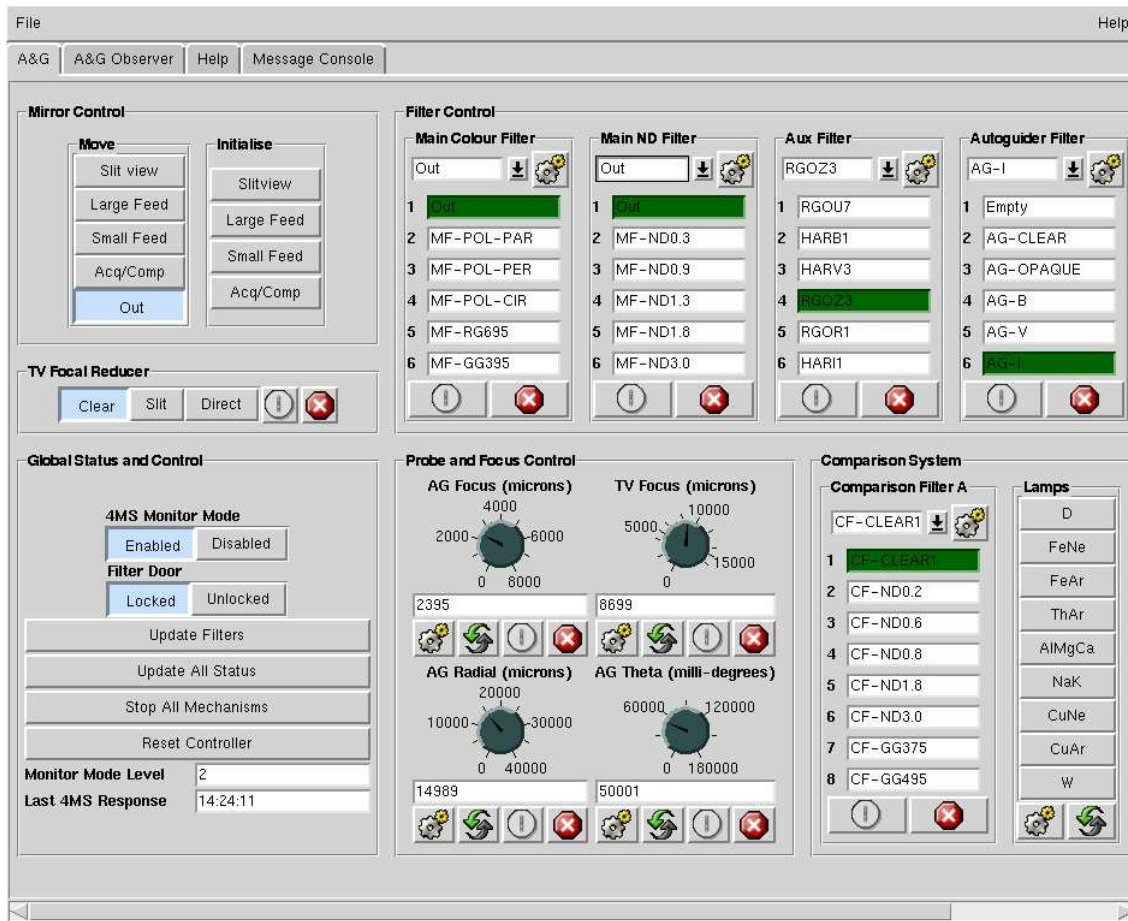 File Help
A&G A&G Observer Help Message Console
Mirror Control
Move
Slit view
Large Feed
Small Feed
Acq/Comp
Out
Initialise
Slitview
Large Feed
Small Feed
Acq/Comp
TV Focal Reducer
Clear Slit Direct
Filter Control
Main Colour Filter
Out
1 Out
2 MF-POL-PAR
3 MF-POL-PER
4 MF-POL-CIR
5 MF-RG695
6 MF-GG395
Main ND Filter
Out
1 Out
2 MF-ND0.3
3 MF-ND0.9
4 MF-ND1.3
5 MF-ND1.8
6 MF-ND3.0
Aux Filter
RGOZ3
1 RGOU7
2 HARB1
3 HARV3
4 RGOZ3
5 RGOR1
6 HARI1
Autoguider Filter
AG-I
1 Empty
2 AG-CLEAR
3 AG-OPAQUE
4 AG-B
5 AG-V
6 AG-I
Global Status and Control
4MS Monitor Mode
Enabled Disabled
Filter Door
Locked Unlocked
Update Filters
Update All Status
Stop All Mechanisms
Reset Controller
Monitor Mode Level 2
Last 4MS Response 14:24:11
Probe and Focus Control
AG Focus (microns)
4000
2000 6000
0 8000
2395
TV Focus (microns)
10000
5000
15000
0
8699
AG Radial (microns)
20000
10000 30000
0 40000
14989
AG Theta (milli-degrees)
60000 120000
0 180000
50001
Comparison System
Comparison Filter A
CF-CLEAR1
1 CF-CLEAR1
2 CF-ND0.2
3 CF-ND0.6
4 CF-ND0.8
5 CF-ND1.8
6 CF-ND3.0
7 CF-GG375
8 CF-GG495
Lamps
D
FeNe
FeAr
ThAr
AlMgCa
NaK
CuNe
CuAr
W